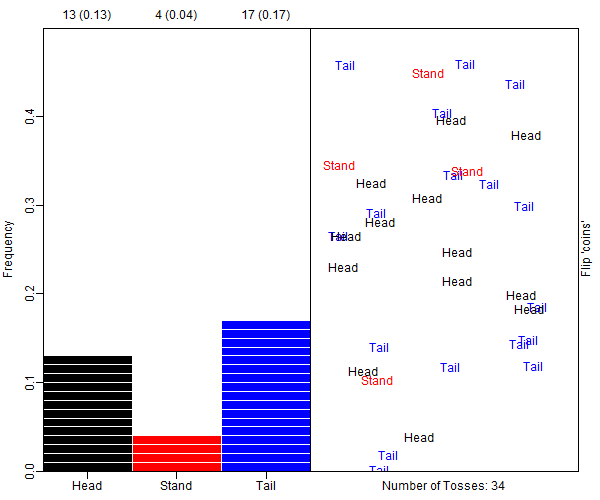 13 (0.13) 4 (0.04) 17 (0.17)
Frequency
0.4
0.3
0.2
0.1
0.0
Head Stand Tail
Tail
Tail
Stand
Tail
Tail
Head
Head
Stand
Stand
Tail
Head
Tail
Head
Tail
Tail
Head
Tail
Head
Head
Head
Head
Head
Tail
Head
Tail
Tail
Tail
Tail
Tail
Head
Stand
Head
Tail
Tail
Flip 'coins'
Number of Tosses: 34